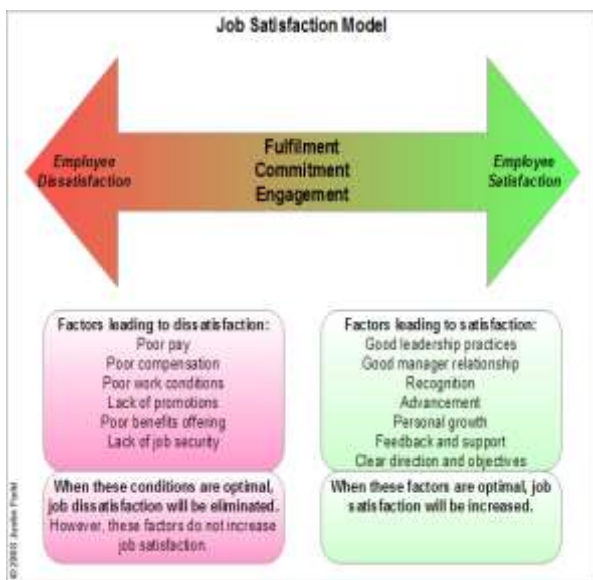 Job Satisfaction Model
Employee
Dissatisfaction
Fulfilment
Commitment
Engagement
Employee
Satisfaction
Factors leading to dissatisfaction:
Poor pay
Poor compensation
Poor work conditions
Lack of promotions
Poor benefits offering
Lack of job security
When these conditions are optimal,
job dissatisfaction will be eliminated.
However, these factors do not increase
job satisfaction
Factors leading to satisfaction:
Good leadership practices
Good manager relationship
Recognition
Advancement
Personal growth
Feedback and support
Clear direction and objectives
When these factors are optimal, job
satisfaction will be increased.
©